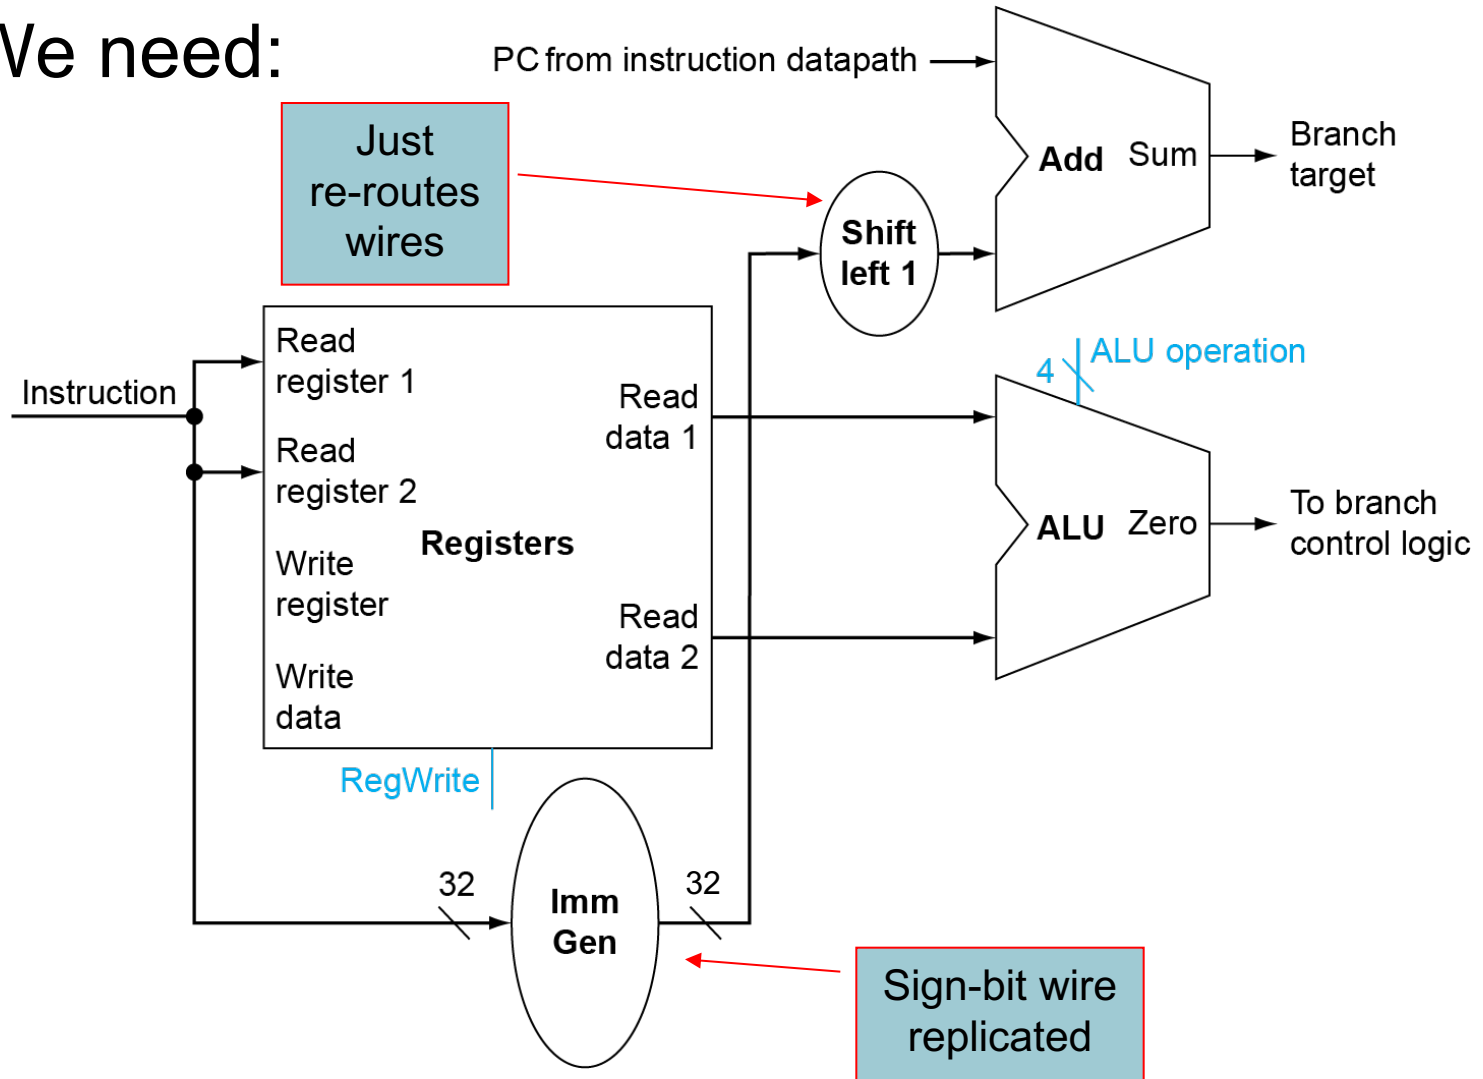 We need:
PC from instruction datapath
Just
re-routes
wires
Add
Sum
Branch
target
Shift
left 1
Instruction
Read
register 1
Read
register 2
Registers
Write
register
Write
data
Read
data 1
Read
data 2
4
ALU operation
ALU
Zero
To branch
control logic
RegWrite
32
Imm
Gen
32
Sign-bit wire
replicated